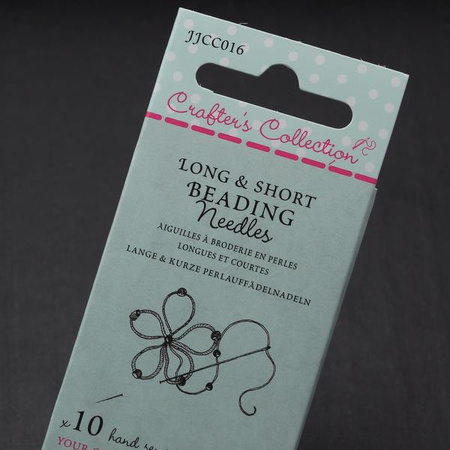 JJCC016
Crafter's Collection
LONG & SHORT
BEADING
Needles
AIGUILLES À BRODERIE EN PERLES
LONGUES ET COURTES
LANGE & KURZE PERLAUFFÄDELNADELN
x 10 hand
YOUR